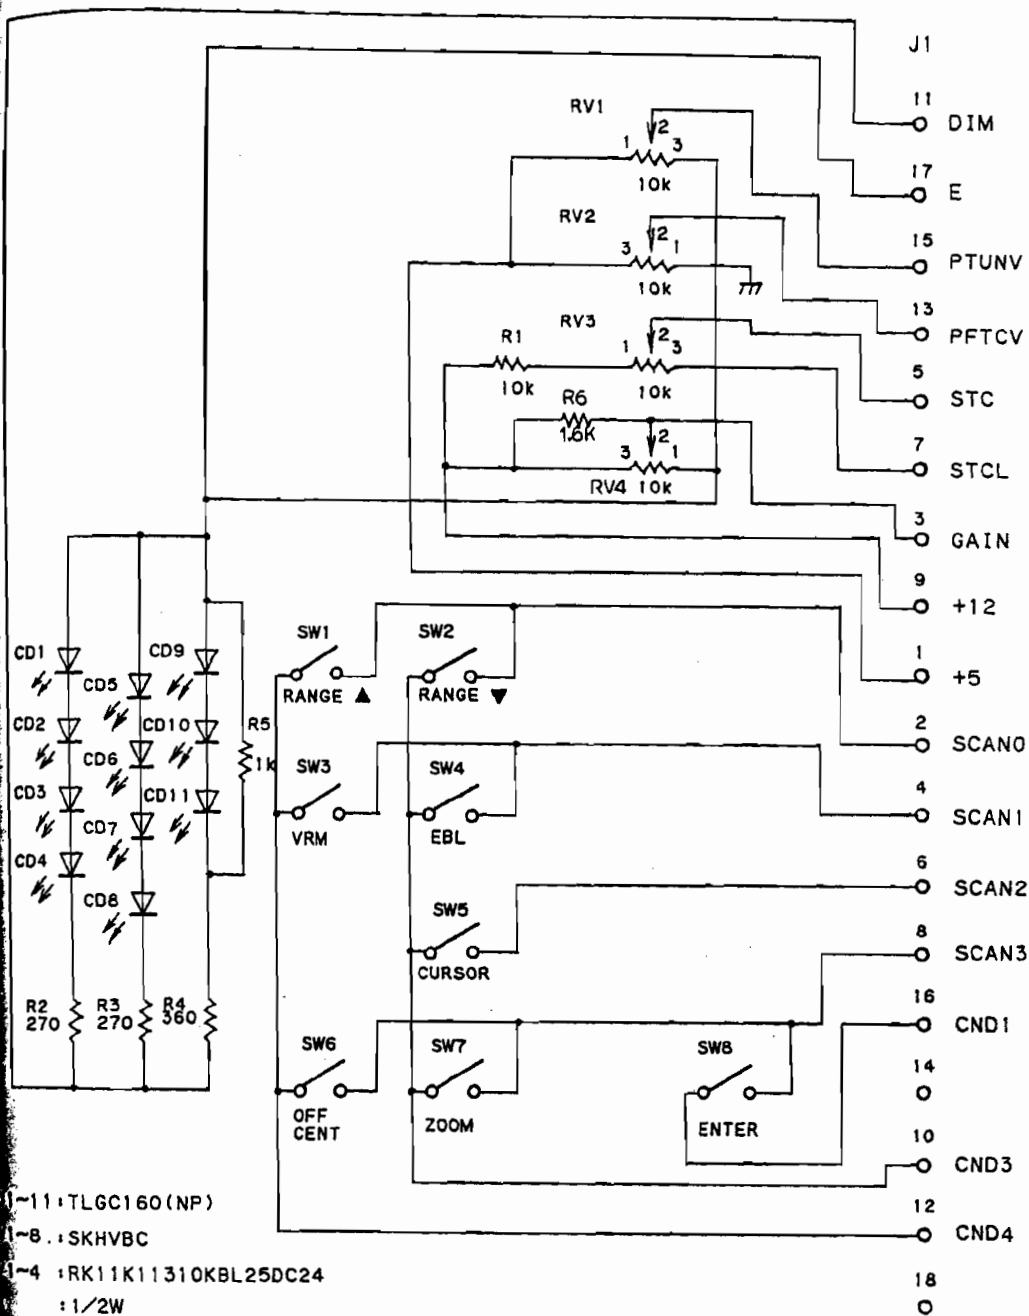 J1
11
DIM
RV1
2
1
3
10k
17
E
RV2
2
3
1
10k
15
PTUNV
13
PFTCV
RV3
2
1
3
R1
10k
10k
5
STC
R6
1.6K
2
3
1
RV4 10k
7
STCL
3
GAIN
9
+12
1
+5
SW1
RANGE ▲
SW2
RANGE ▼
2
SCAN0
CD1
CD9
CD5
CD2
CD10
R5
1k
CD6
CD3
CD11
CD7
CD4
CD8
SW3
VRM
SW4
EBL
4
SCAN1
6
SCAN2
SW5
CURSOR
8
SCAN3
R2
270
R3
270
R4
360
16
CND1
SW6
OFF
CENT
SW7
ZOOM
SW8
ENTER
14
10
CND3
12
CND4
18
1~11:TLGC160(NP)
1~8.:SKHVBC
1~4 :RK11K11310KBL25DC24
:1/2W